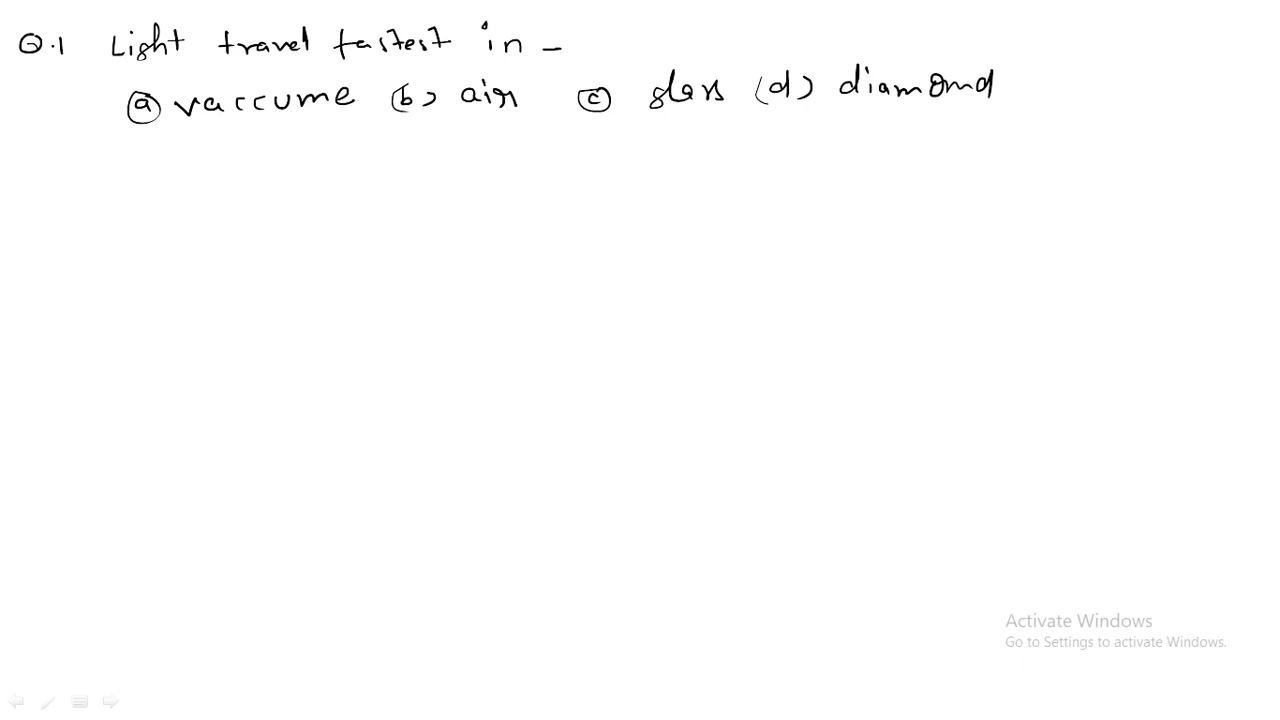 Q.1 Light travel fastest in –
(a) vaccume (b) air (c) glass (d) diamond
Activate Windows
Go to Settings to activate Windows.